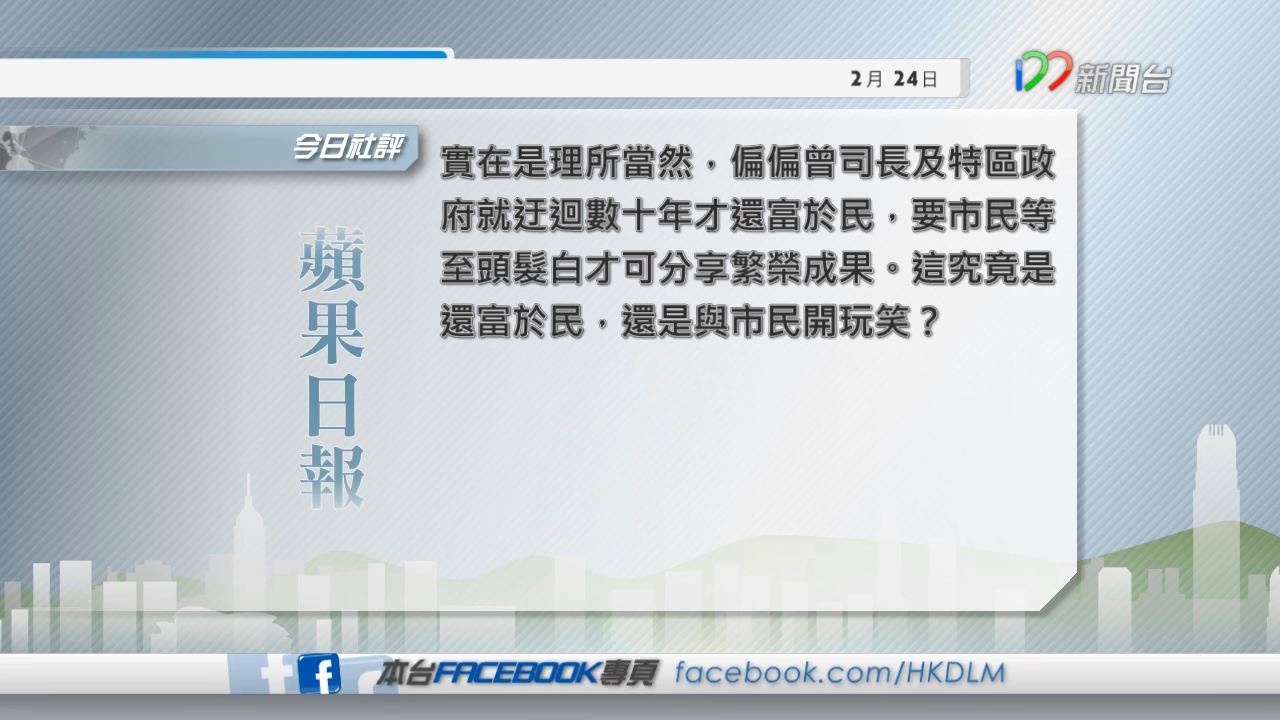 2月 24日
新聞台
今日社評
蘋果日報
實在是理所當然，偏偏曾司長及特區政
府就迂迴數十年才還富於民，要市民等
至頭髮白才可分享繁榮成果。這究竟是
還富於民，還是與市民開玩笑？
本台FACEBOOK專頁 facebook.com/HKDLM